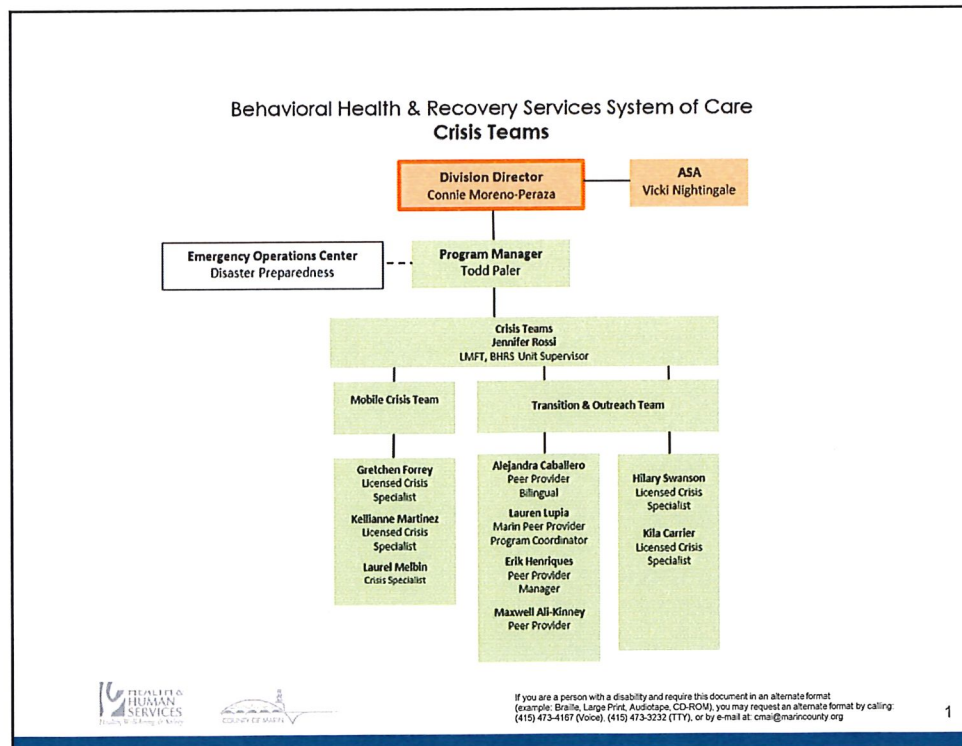 Behavioral Health & Recovery Services System of Care
Crisis Teams
Division Director
Connie Moreno-Peraza
ASA
Vicki Nightingale
Emergency Operations Center
Disaster Preparedness
Program Manager
Todd Paler
Crisis Teams
Jennifer Rossi
LMFT, BHRS Unit Supervisor
Mobile Crisis Team
Transition & Outreach Team
Gretchen Forrey
Licensed Crisis
Specialist
Kellianne Martinez
Licensed Crisis
Specialist
Laurel Melbin
Crisis Specialist
Alejandra Caballero
Peer Provider
Bilingual
Lauren Lupia
Marin Peer Provider
Program Coordinator
Erik Henriques
Peer Provider
Manager
Maxwell Ali-Kinney
Peer Provider
Hilary Swanson
Licensed Crisis
Specialist
Kila Carrier
Licensed Crisis
Specialist
HEALTH &
HUMAN
SERVICES
COUNTY OF MARIN
If you are a person with a disability and require this document in an alternate format
(example: Braille, Large Print, Audiotape, CD-ROM), you may request an alternate format by calling:
(415) 473-4167 (Voice), (415) 473-3232 (TTY), or by e-mail at: cmai@marincounty.org
1